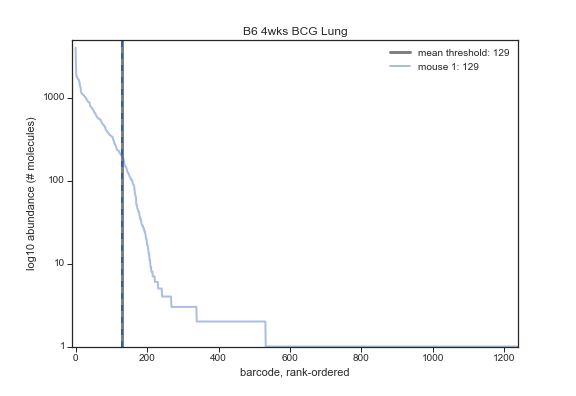 B6 4wks BCG Lung
mean threshold: 129
mouse 1: 129
log10 abundance (# molecules)
1000
100
10
1
0
200
400
600
800
1000
1200
barcode, rank-ordered